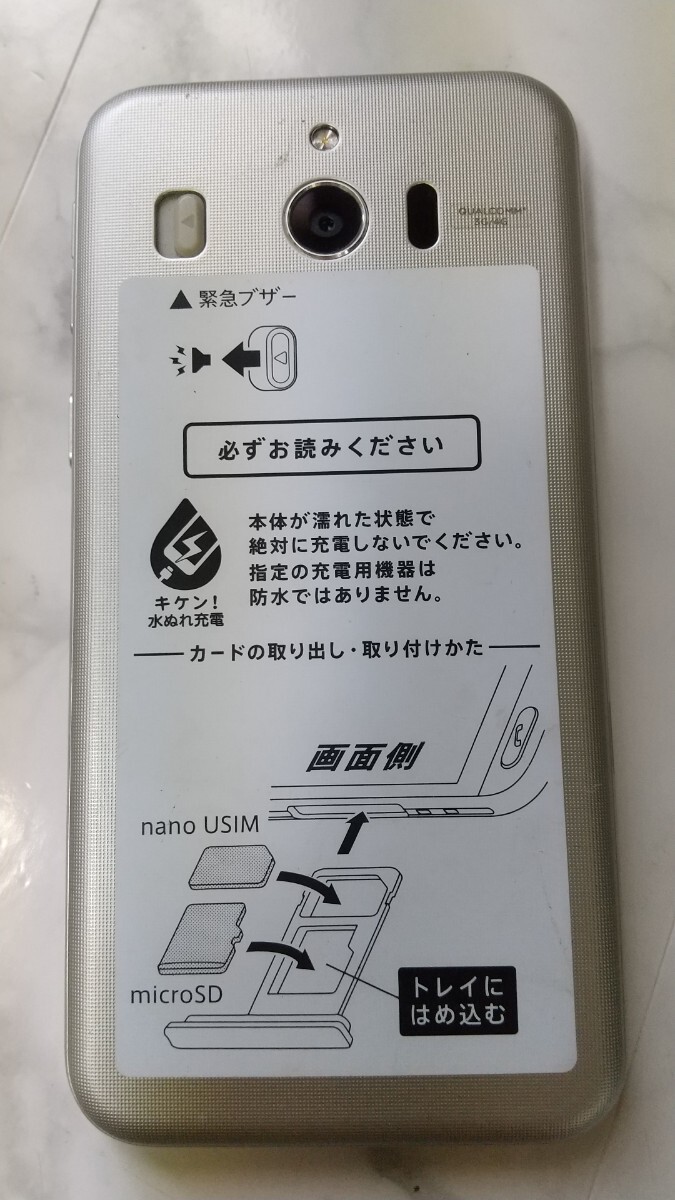 QUALCOMM®
3G/4G
▲ 緊急ブザー
必ずお読みください
本体が濡れた状態で
絶対に充電しないでください。
指定の充電用機器は
防水ではありません。
キケン!
水ぬれ充電
カードの取り出し・取り付けかた
画面側
nano USIM
microSD
トレイに
はめ込む